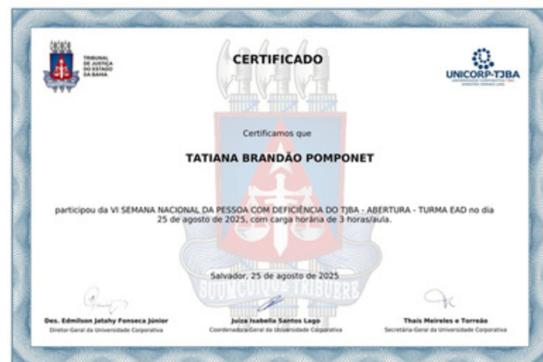 TRIBUNAL
DE JUSTIÇA
DO ESTADO
DA BAHIA
CERTIFICADO
UNICORP-TJBA
Certificamos que
TATIANA BRANDÃO POMPONET
participou da VI SEMANA NACIONAL DA PESSOA COM DEFICIÊNCIA DO TJBA - ABERTURA - TURMA EAD no dia
25 de agosto de 2025, com carga horária de 3 horas/aula.
Salvador, 25 de agosto de 2025
SUUM CUIQUE TRIBUERE
Des. Edmilson Jatahy Fonseca Júnior
Juíza Isabella Santos Lago
Thais Meireles e Torreão
Diretor-Geral da Universidade Corporativa
Coordenadora-Geral da Universidade Corporativa
Secretária-Geral da Universidade Corporativa